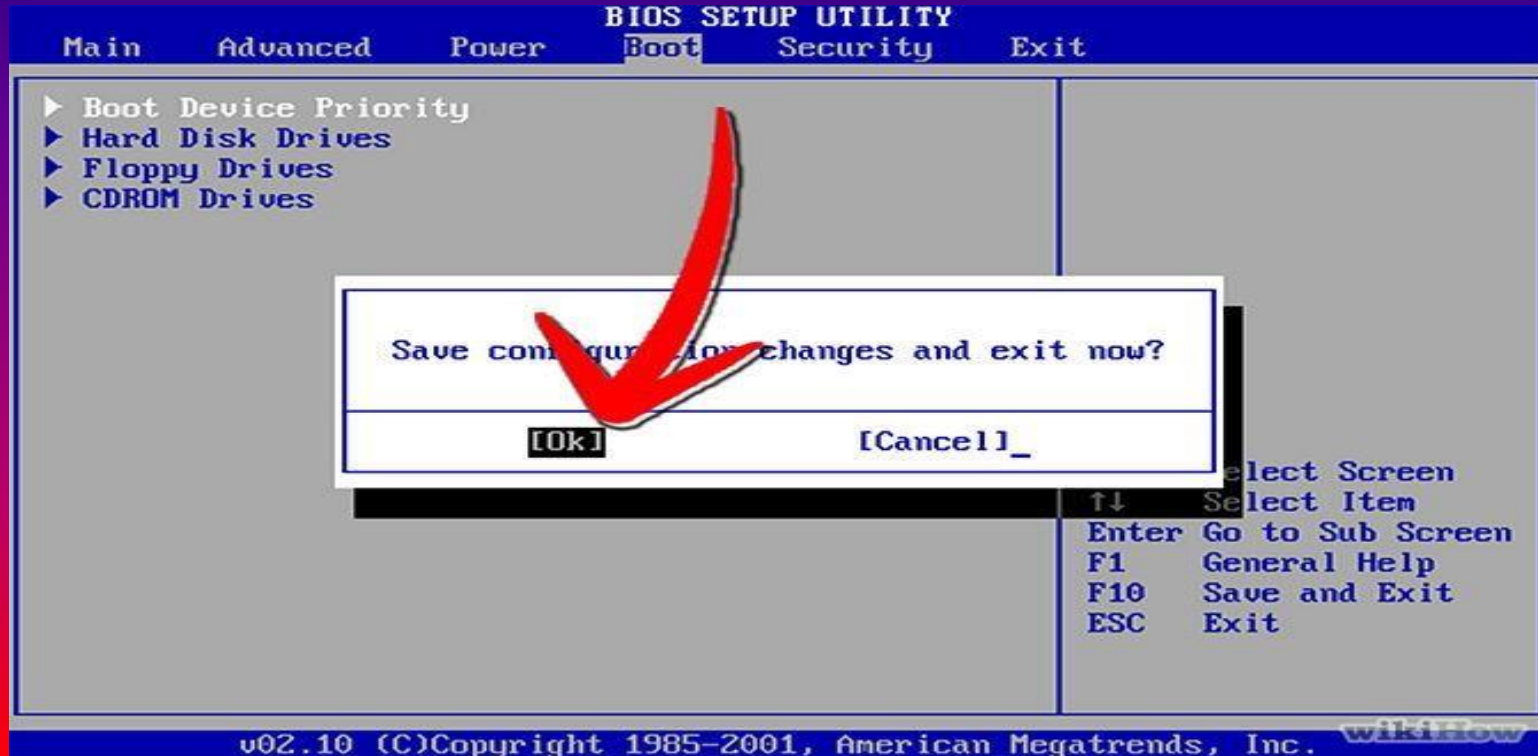 BIOS SETUP UTILITY
Main Advanced Power Boot Security Exit
Boot Device Priority
Hard Disk Drives
Floppy Drives
CDROM Drives
Save changes and exit now?
[Ok] [Cancel]_
elect Screen
↑↓ Select Item
Enter Go to Sub Screen
F1 General Help
F10 Save and Exit
ESC Exit
v02.10 (C)Copyright 1985-2001, American Megatrends, Inc.
wikiHow